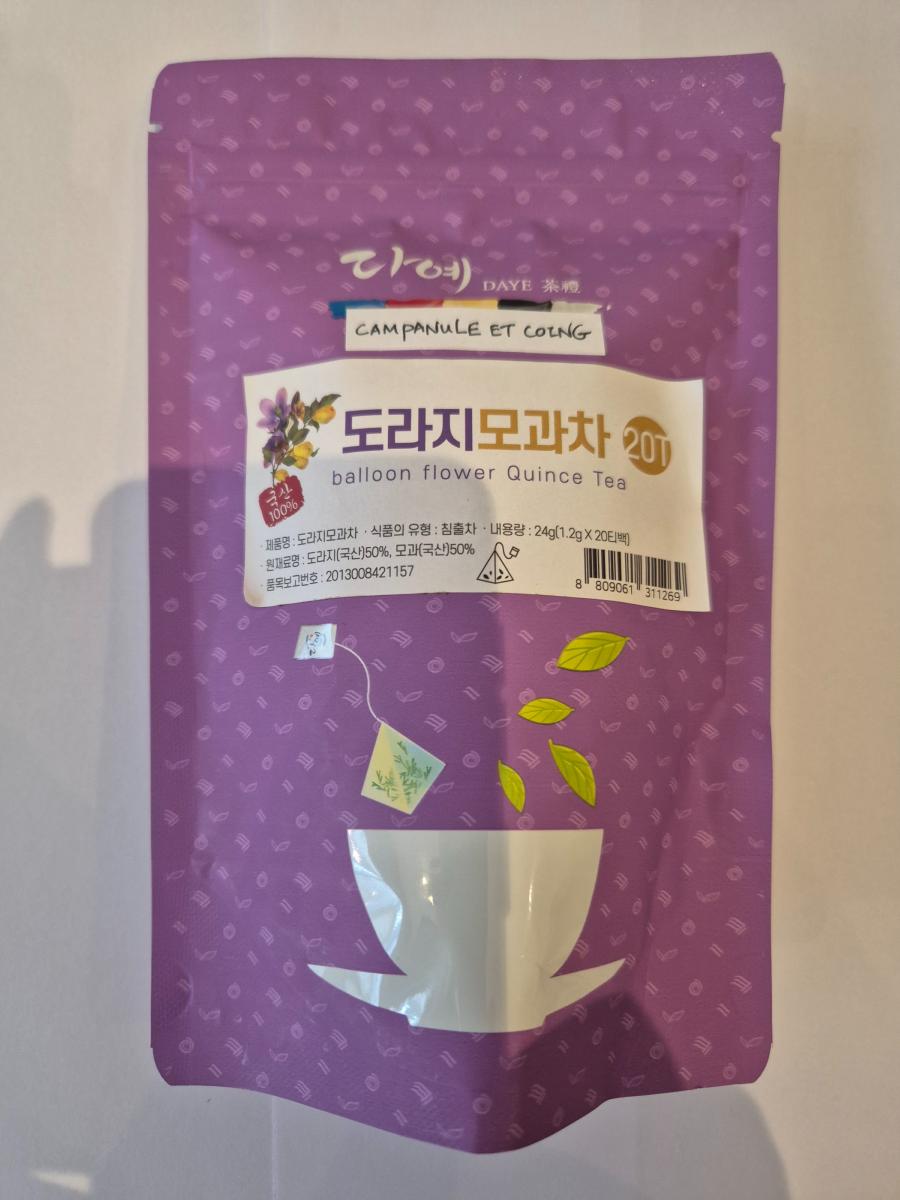 다예 DAYE 茶禮
CAMPANULE ET COING
도라지모과차 20T
balloon flower Quince Tea
국산
100%
· 제품명 : 도라지모과차 · 식품의 유형 : 침출차 · 내용량 : 24g(1.2g X 20티백)
· 원재료명 : 도라지(국산)50%, 모과(국산)50%
· 품목보고번호 : 2013008421157
8 809061 311269